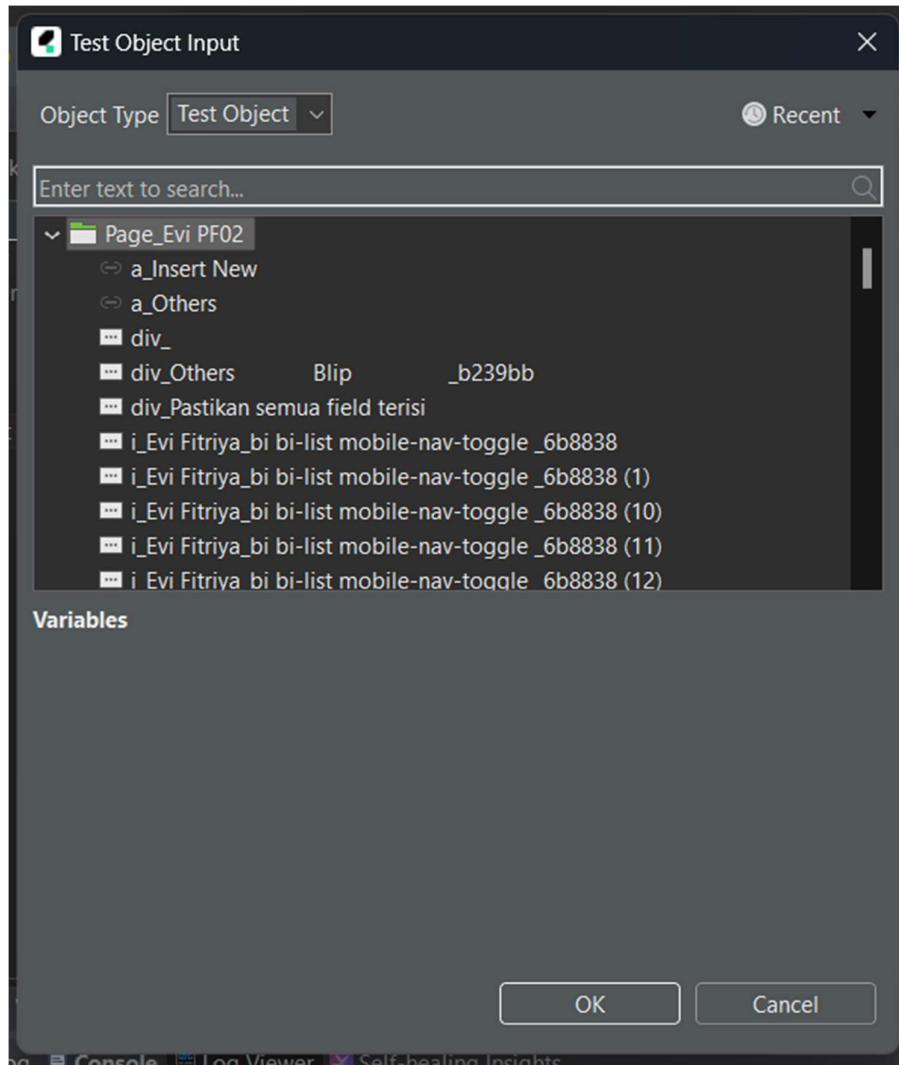 Test Object Input
Object Type Test Object Recent
Enter text to search...
Page_Evi PF02
a_Insert New
a_Others
div_
div_Others Blip _b239bb
div_Pastikan semua field terisi
i_Evi Fitriya_bi bi-list mobile-nav-toggle _6b8838
i_Evi Fitriya_bi bi-list mobile-nav-toggle _6b8838 (1)
i_Evi Fitriya_bi bi-list mobile-nav-toggle _6b8838 (10)
i_Evi Fitriya_bi bi-list mobile-nav-toggle _6b8838 (11)
i_Evi Fitriya_bi bi-list mobile-nav-toggle _6b8838 (12)
Variables
OK Cancel
Console Log Viewer Self-healing Insights